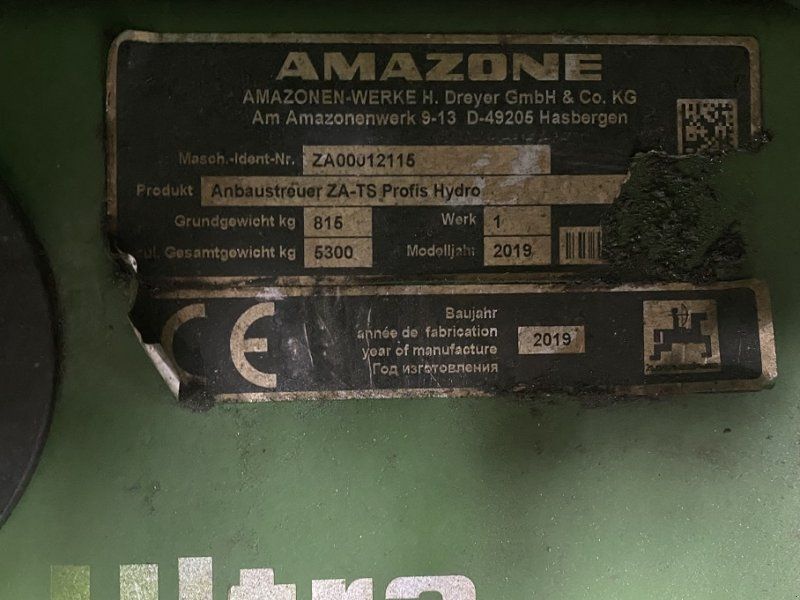 AMAZONE
AMAZONEN-WERKE H. Dreyer GmbH & Co. KG
Am Amazonenwerk 9-13 D-49205 Hasbergen
Masch.-Ident-Nr. ZA00012115
Produkt Anbaustreuer ZA-TS Profis Hydro
Grundgewicht kg 815 Werk 1
zul. Gesamtgewicht kg 5300 Modelljahr 2019
CE
Baujahr
année de fabrication
year of manufacture 2019
Год изготовления
Ultra